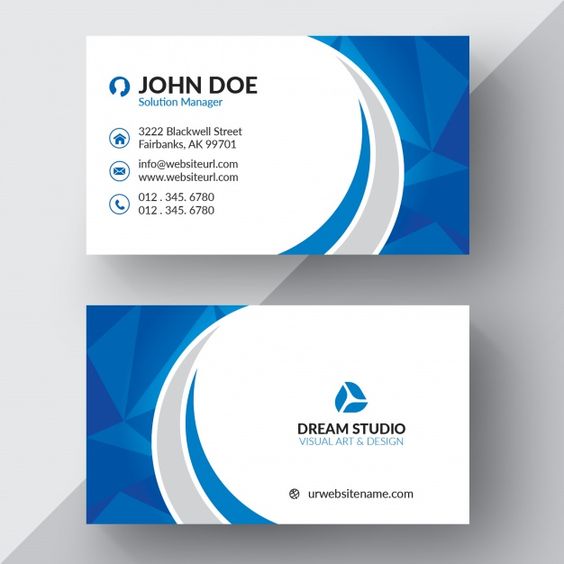 JOHN DOE
Solution Manager
3222 Blackwell Street
Fairbanks, AK 99701
info@websiteurl.com
www.websiteurl.com
012 . 345. 6780
012 . 345. 6780
DREAM STUDIO
VISUAL ART & DESIGN
urwebsitename.com